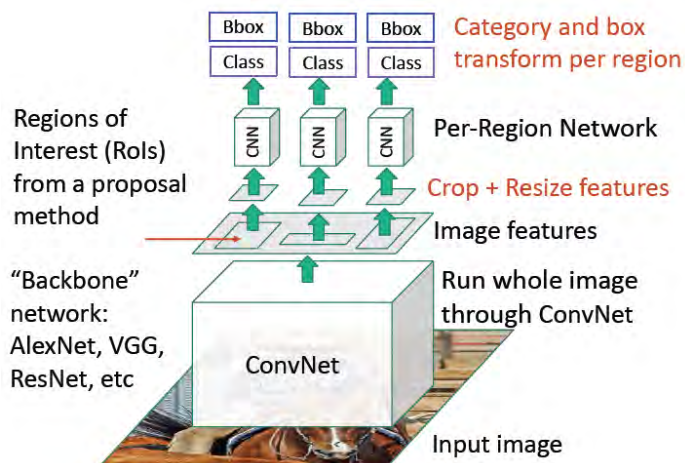 Bbox
Bbox
Bbox
Class
Class
Class
Category and box
transform per region
CNN
CNN
CNN
Per-Region Network
Regions of
Interest (RoIs)
from a proposal
method
Crop + Resize features
Image features
“Backbone”
network:
AlexNet, VGG,
ResNet, etc
Run whole image
through ConvNet
ConvNet
Input image